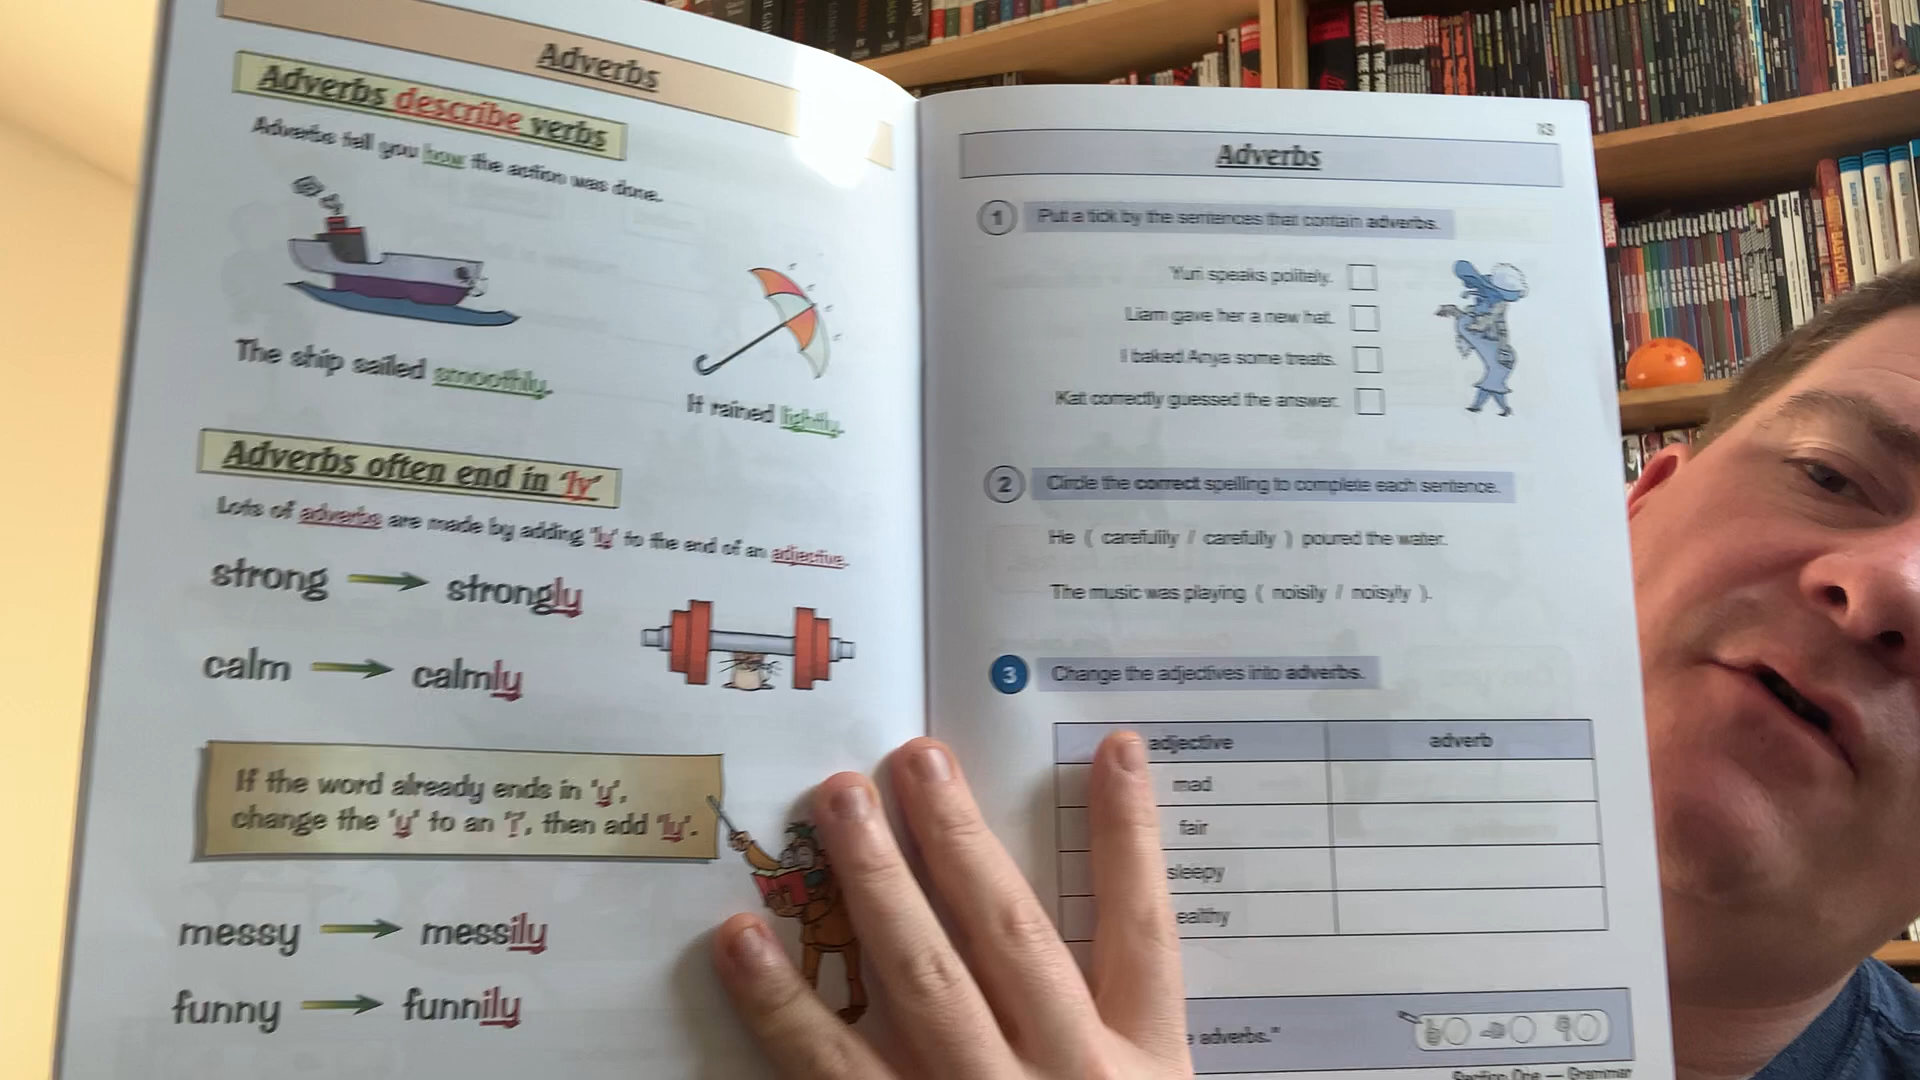 Adverbs
Adverbs describe verbs
Adverbs tell you how the action was done.
The ship sailed smoothly.
It rained lightly.
Adverbs often end in 'ly'
Lots of adverbs are made by adding 'ly' to the end of an adjective.
strong strongly
calm calmly
If the word already ends in 'y',
change the 'y' to an 'i', then add 'ly'.
messy messily
funny funnily
13
Adverbs
1 Put a tick by the sentences that contain adverbs.
Yuri speaks politely.
Liam gave her a new hat.
I baked Anya some treats.
Kat correctly guessed the answer.
2 Circle the correct spelling to complete each sentence.
He ( carefulily / carefully ) poured the water.
The music was playing ( noisily / noisyly ).
3 Change the adjectives into adverbs.
adjective adverb
mad
fair
sleepy
adverbs."
Section One — Grammar
BABYLON